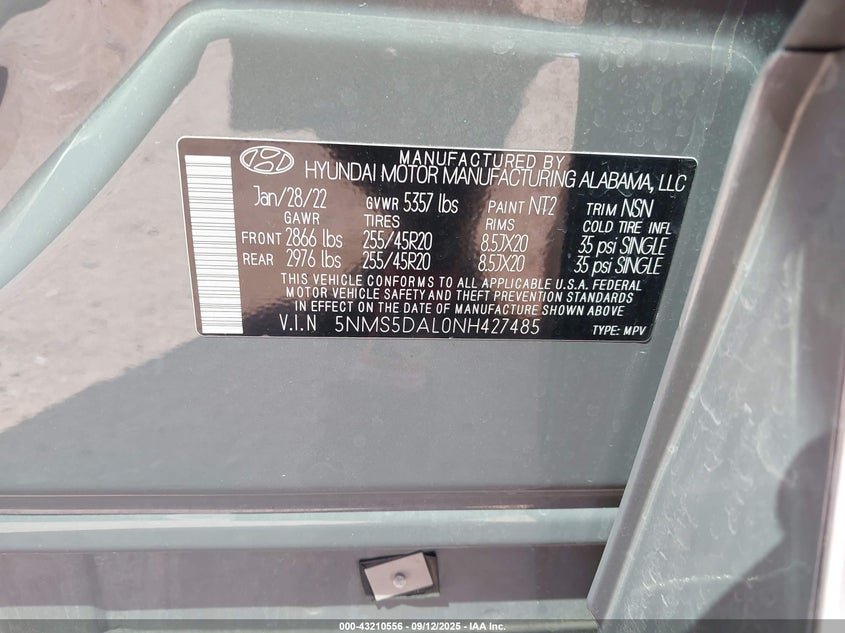 MANUFACTURED BY
HYUNDAI MOTOR MANUFACTURING ALABAMA, LLC
Jan/28/22 GVWR 5357 lbs PAINT NT2 TRIM NSN
GAWR TIRES RIMS COLD TIRE INFL
FRONT 2866 lbs 255/45R20 8.5JX20 35 psi SINGLE
REAR 2976 lbs 255/45R20 8.5JX20 35 psi SINGLE
THIS VEHICLE CONFORMS TO ALL APPLICABLE U.S.A. FEDERAL
MOTOR VEHICLE SAFETY AND THEFT PREVENTION STANDARDS
IN EFFECT ON THE DATE OF MANUFACTURE SHOWN ABOVE
V.I.N 5NMS5DAL0NH427485 TYPE: MPV
000-43210556 - 09/12/2025 - IAA Inc.